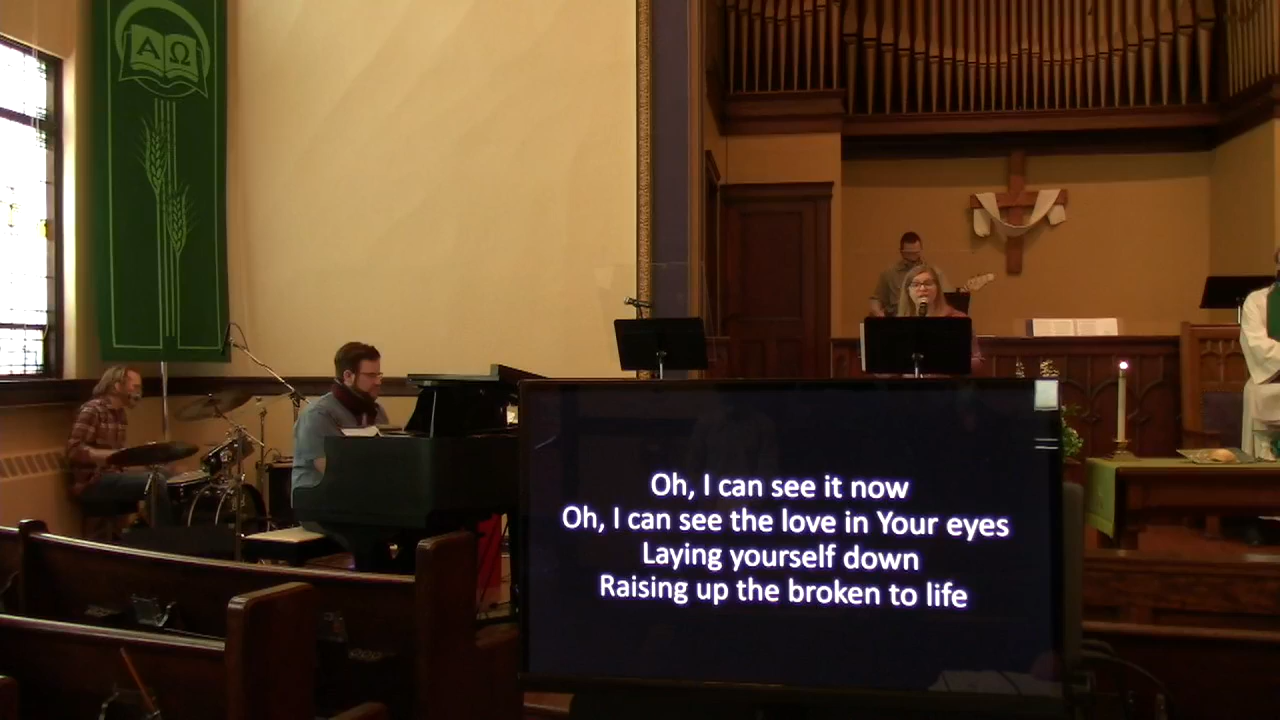 ΑΩ
Oh, I can see it now
Oh, I can see the love in Your eyes
Laying yourself down
Raising up the broken to life